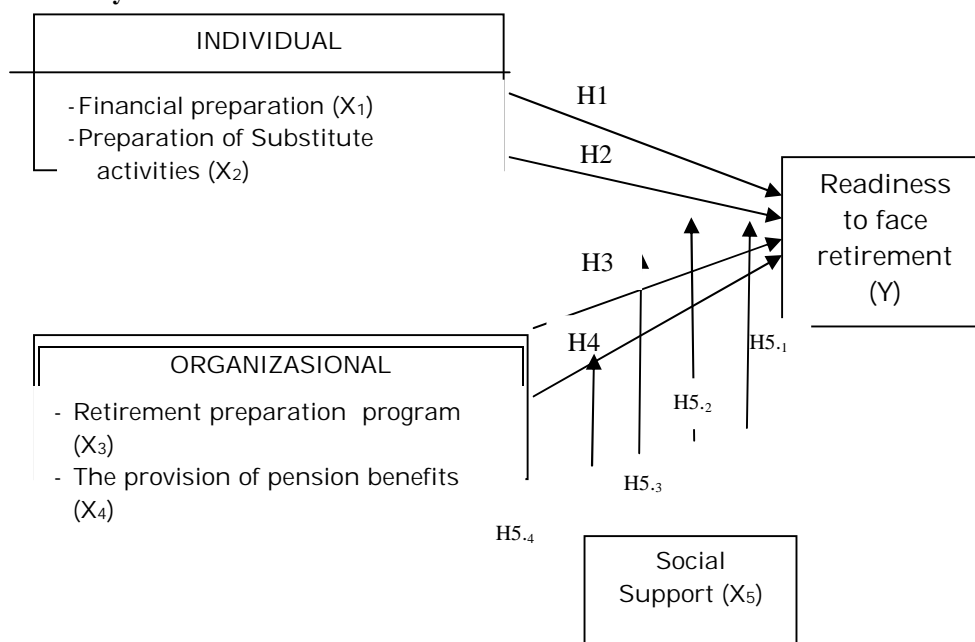 INDIVIDUAL
-Financial preparation (X₁)
-Preparation of Substitute
activities (X₂)
H1
H2
Readiness
to face
retirement
(Y)
H3
H4
H5.₁
ORGANIZASIONAL
- Retirement preparation program
(X₃)
- The provision of pension benefits
(X₄)
H5.₂
H5.₃
H5.₄
Social
Support (X₅)